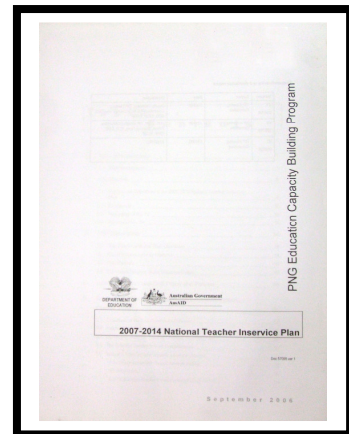 PNG Education Capacity Building Program
DEPARTMENT OF
EDUCATION
Australian Government
AusAID
2007-2014 National Teacher Inservice Plan
September 2006